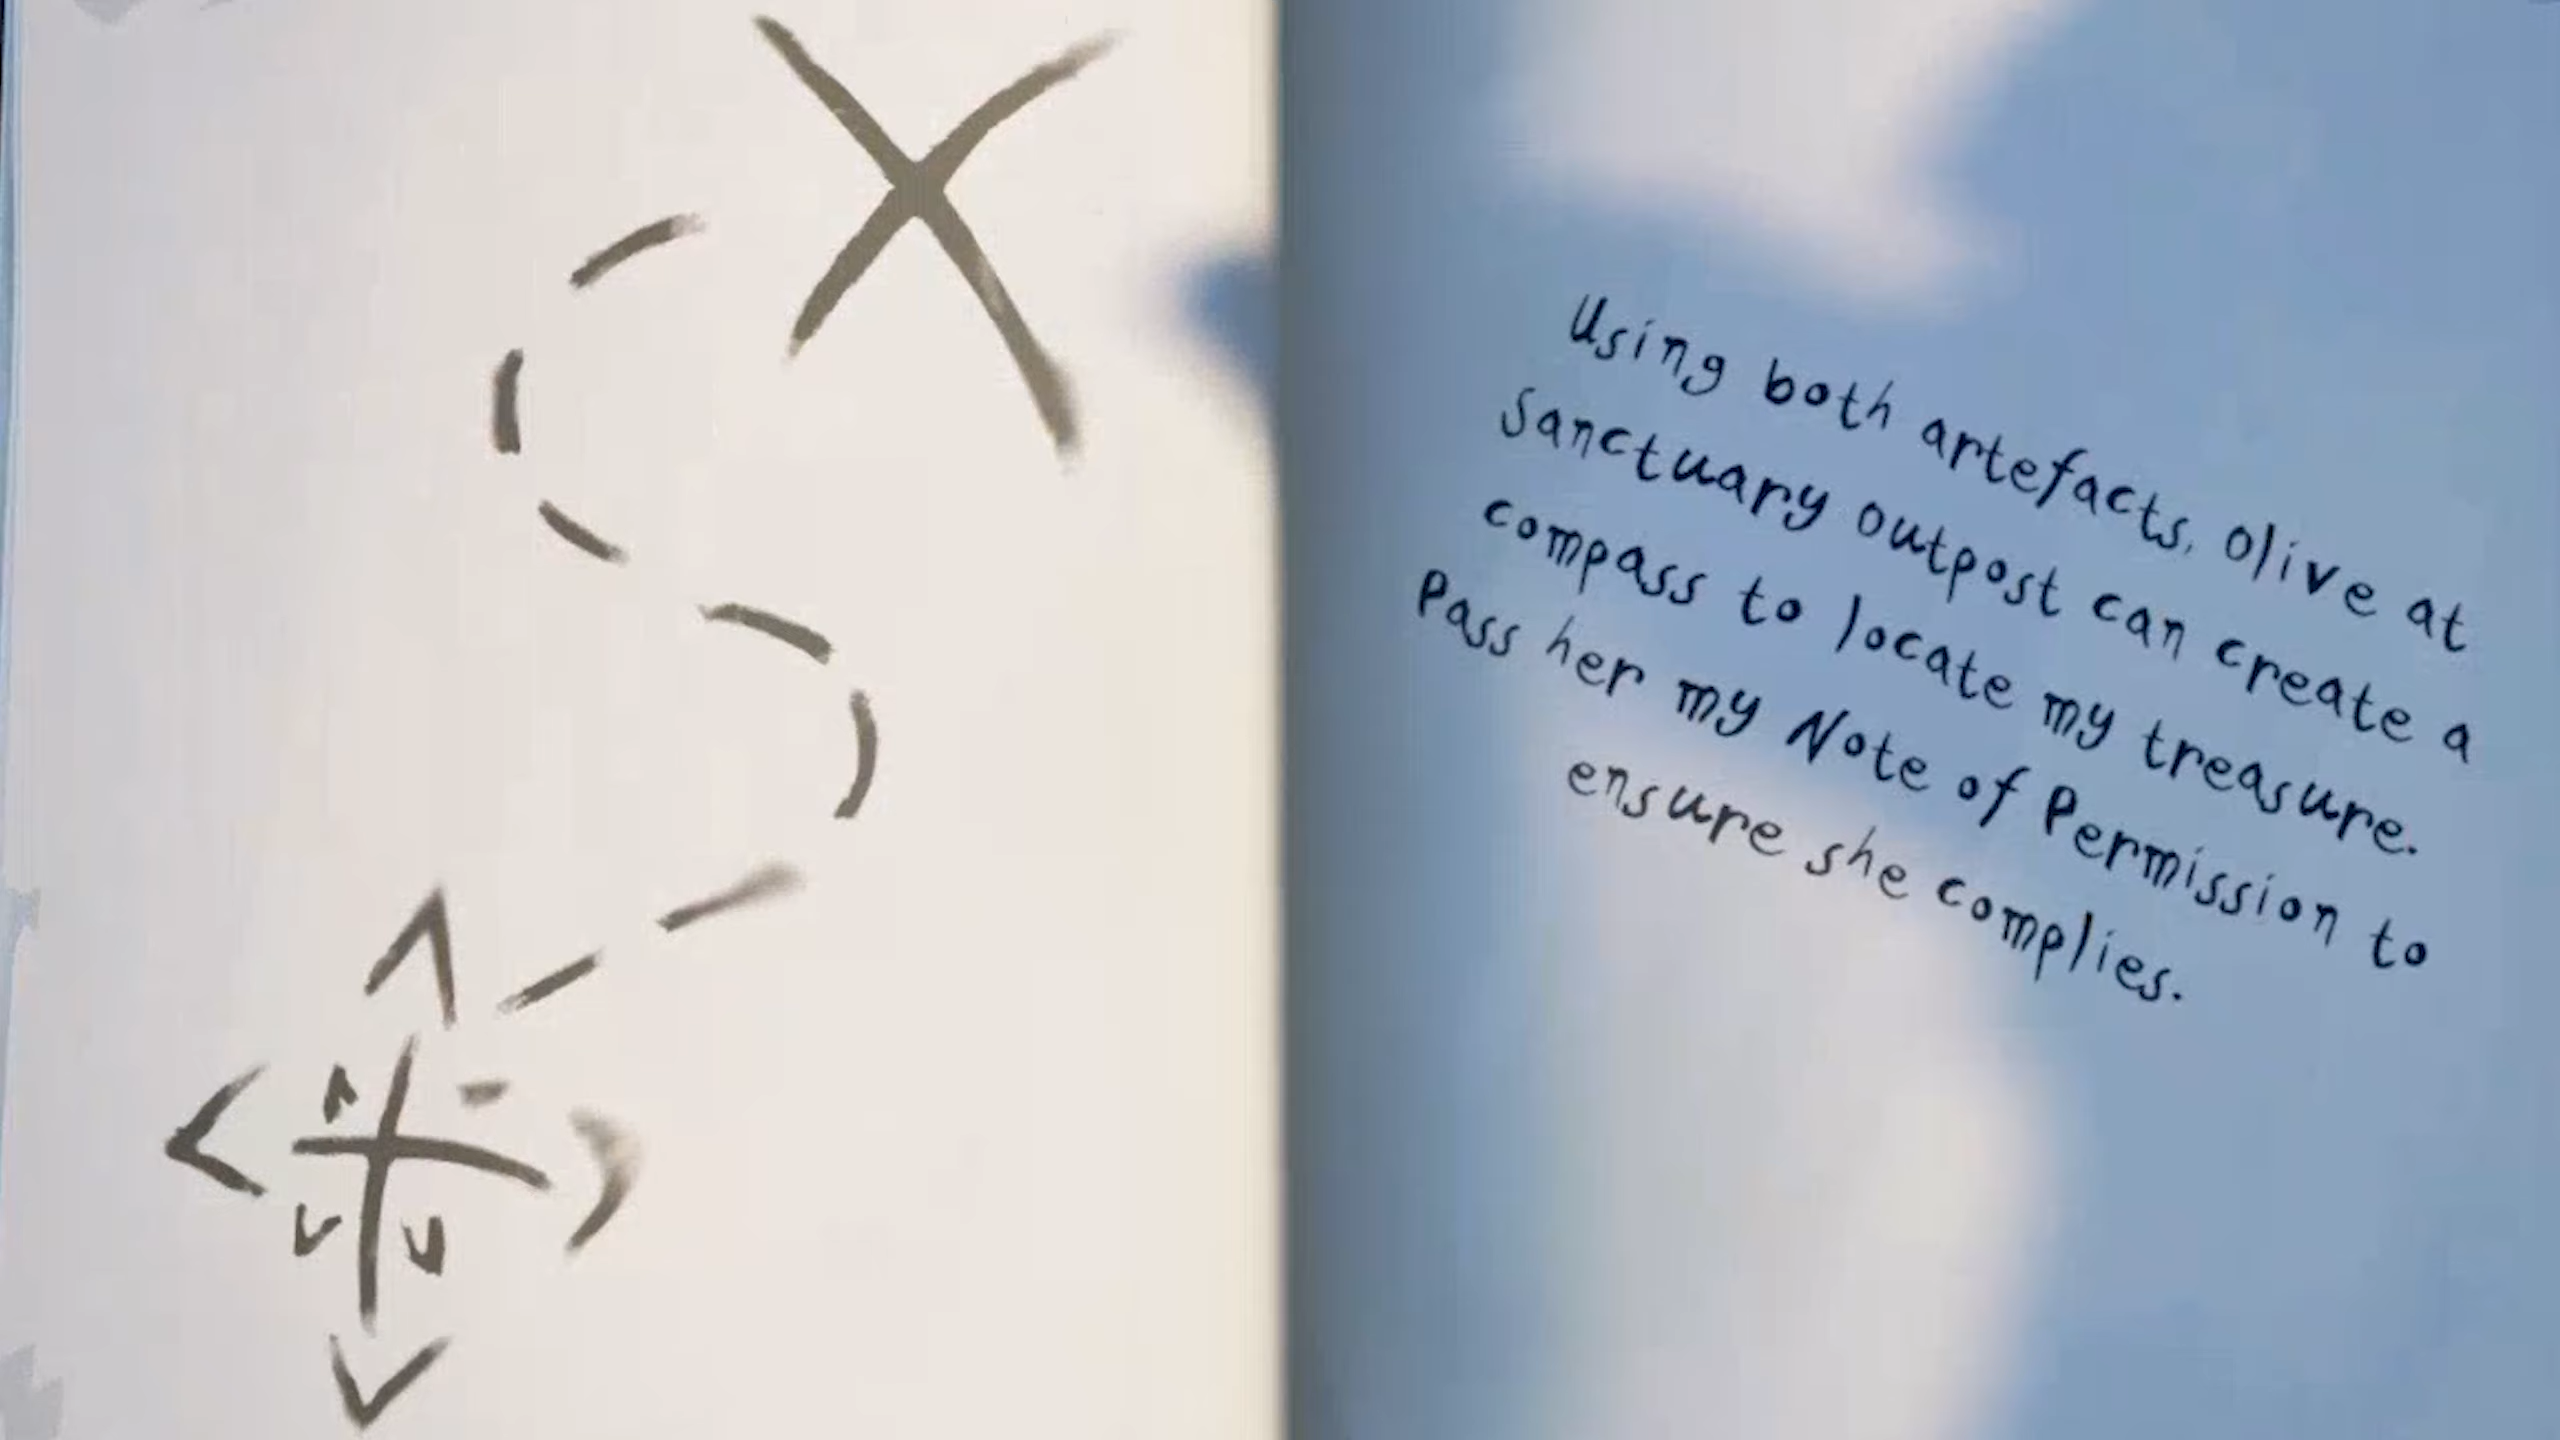 Using both artefacts, Olive at
Sanctuary outpost can create a
compass to locate my treasure.
Pass her my Note of Permission to
ensure she complies.